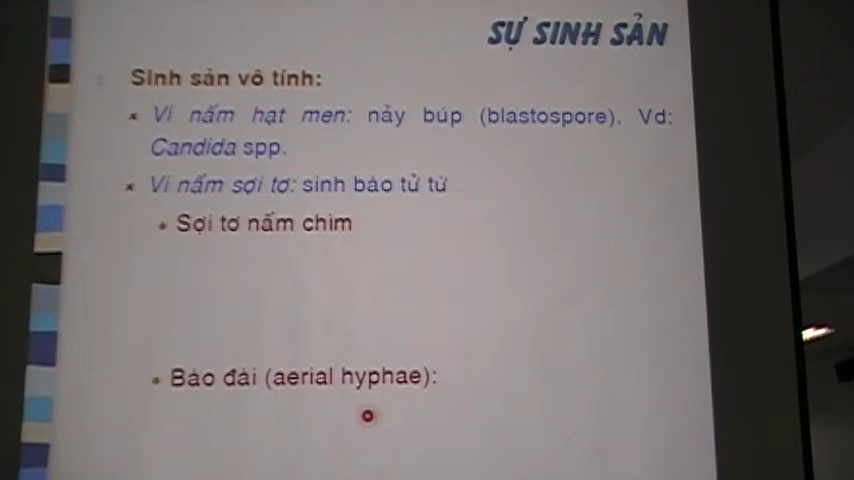 SỰ SINH SẢN
Sinh sản vô tính:
Vi nấm hạt men: nảy búp (blastospore). Vd:
Candida spp.
Vi nấm sợi tơ: sinh bào tử từ
• Sợi tơ nấm chìm
• Bào đài (aerial hyphae):